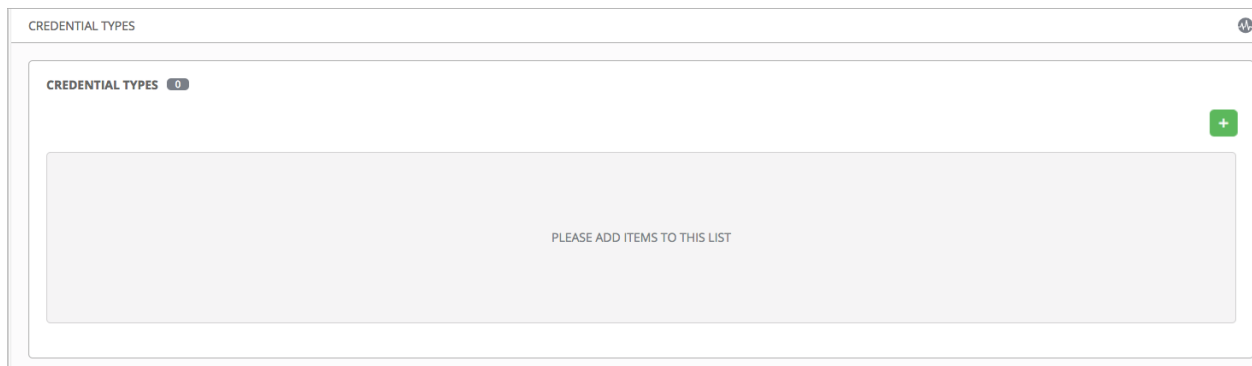 CREDENTIAL TYPES
CREDENTIAL TYPES 0
+
PLEASE ADD ITEMS TO THIS LIST